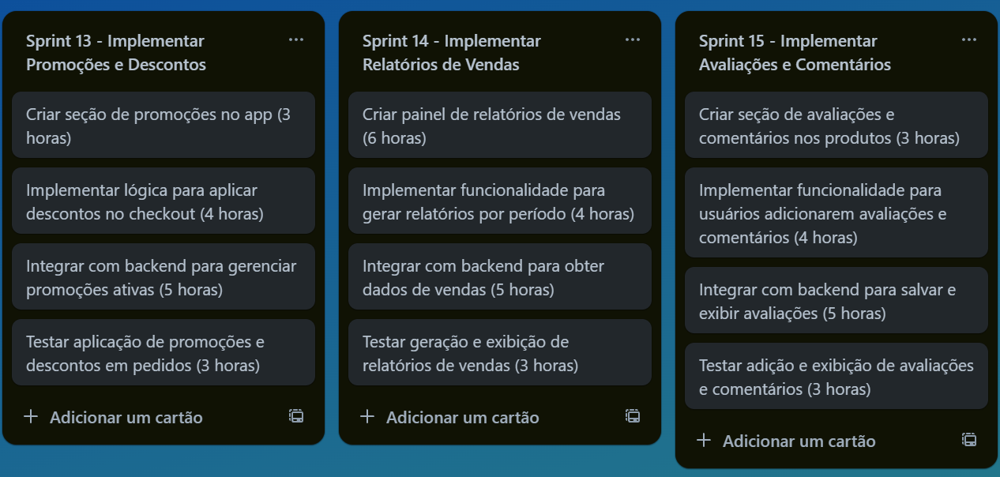 Sprint 13 - Implementar
Promoções e Descontos
Criar seção de promoções no app (3
horas)
Implementar lógica para aplicar
descontos no checkout (4 horas)
Integrar com backend para gerenciar
promoções ativas (5 horas)
Testar aplicação de promoções e
descontos em pedidos (3 horas)
Adicionar um cartão
Sprint 14 - Implementar
Relatórios de Vendas
Criar painel de relatórios de vendas
(6 horas)
Implementar funcionalidade para
gerar relatórios por período (4 horas)
Integrar com backend para obter
dados de vendas (5 horas)
Testar geração e exibição de
relatórios de vendas (3 horas)
Adicionar um cartão
Sprint 15 - Implementar
Avaliações e Comentários
Criar seção de avaliações e
comentários nos produtos (3 horas)
Implementar funcionalidade para
usuários adicionarem avaliações e
comentários (4 horas)
Integrar com backend para salvar e
exibir avaliações (5 horas)
Testar adição e exibição de avaliações
e comentários (3 horas)
Adicionar um cartão